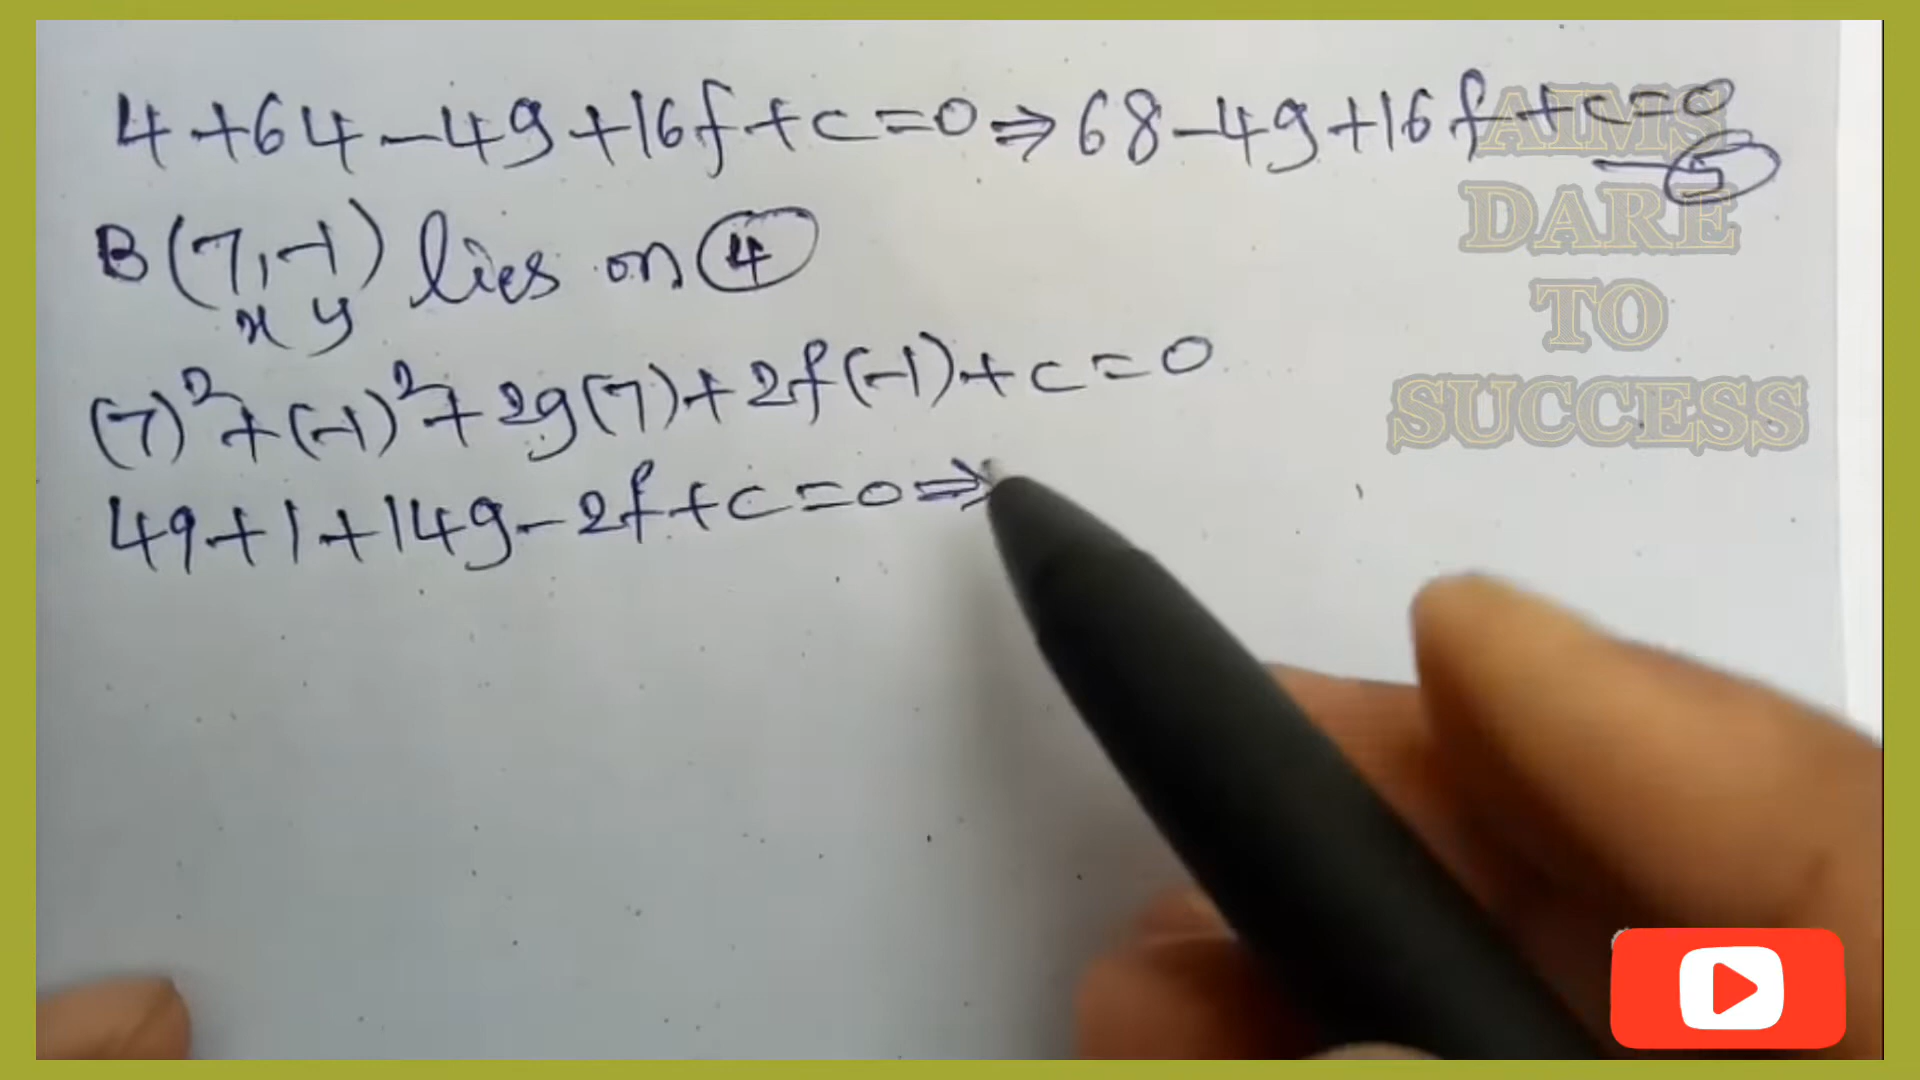 4+64-4g+16f+c=0⇒68-4g+16f+c=0
—⑤
B(7,-1) lies on ④
x y
(7)²+(-1)²+2g(7)+2f(-1)+c=0
49+1+14g-2f+c=0⇒
AIMS
DARE
TO
SUCCESS